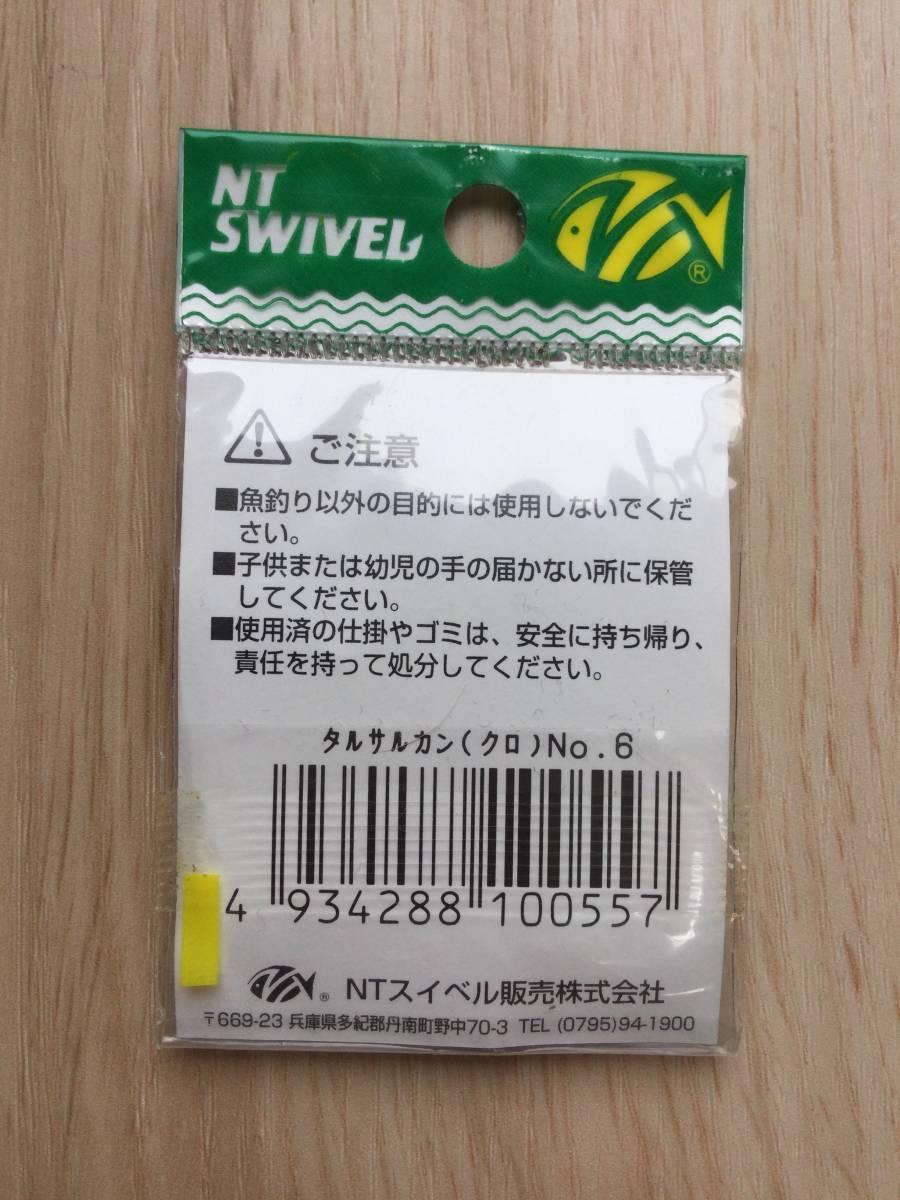 NT
SWIVEL
®
ご注意
■魚釣り以外の目的には使用しないでくだ
さい。
■子供または幼児の手の届かない所に保管
してください。
■使用済の仕掛やゴミは、安全に持ち帰り、
責任を持って処分してください。
タルサルカン(クロ)No.6
4 934288 100557
® NTスイベル販売株式会社
〒669-23 兵庫県多紀郡丹南町野中70-3 TEL (0795)94-1900